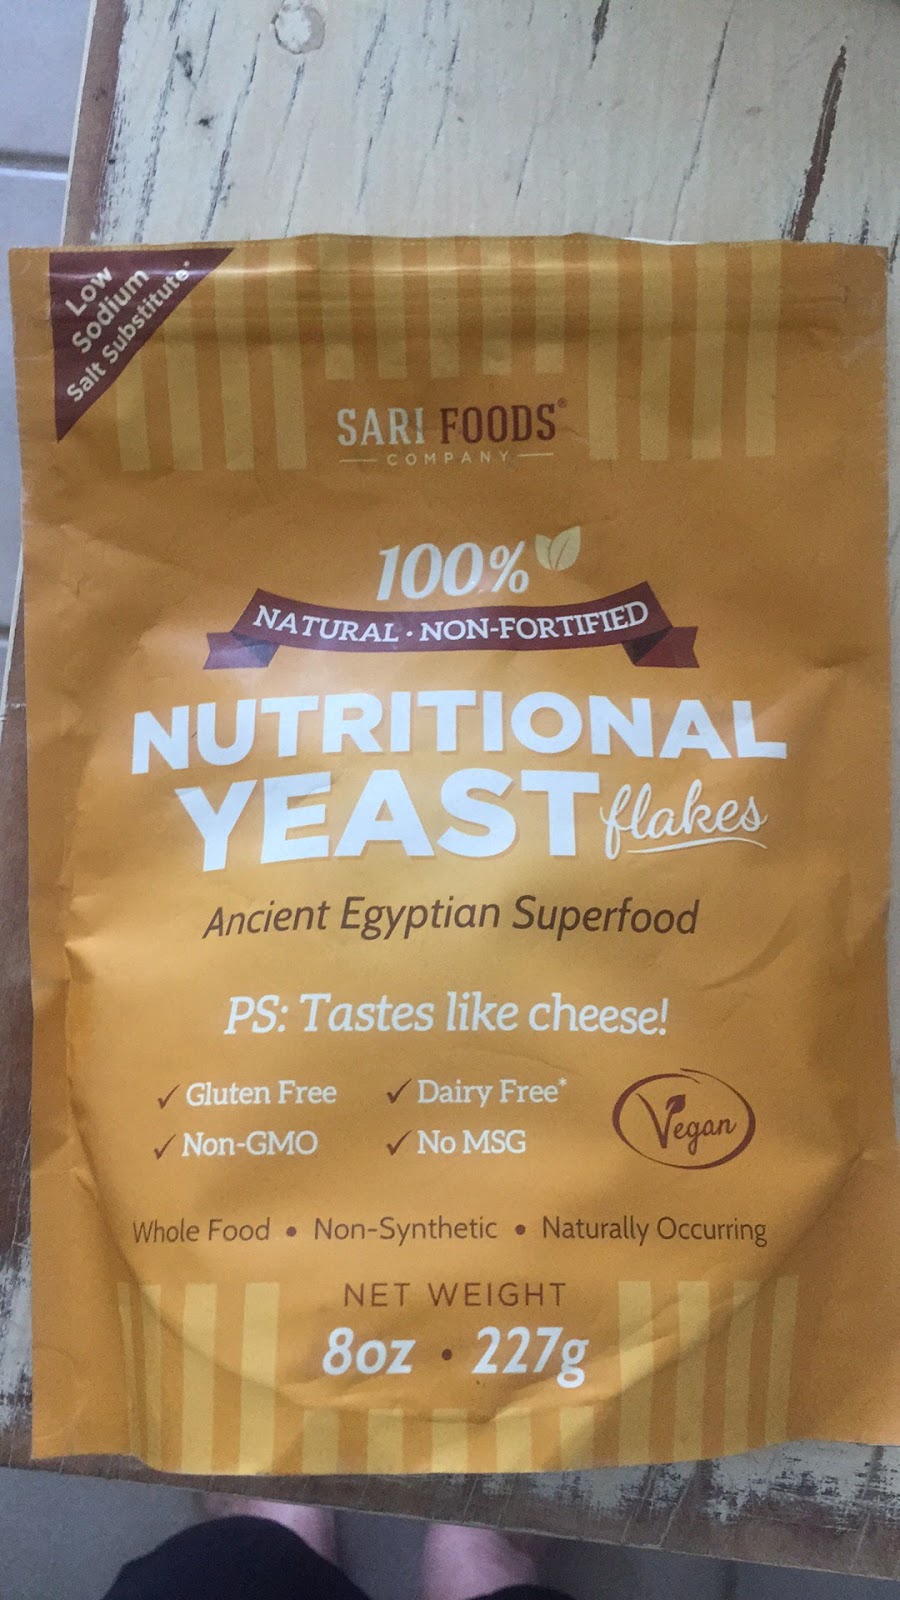 Low
Sodium
Salt Substitute*
SARI FOODS®
COMPANY
100%
NATURAL · NON-FORTIFIED
NUTRITIONAL
YEAST flakes
Ancient Egyptian Superfood
PS: Tastes like cheese!
✓ Gluten Free ✓ Dairy Free*
✓ Non-GMO ✓ No MSG
Vegan
Whole Food • Non-Synthetic • Naturally Occurring
NET WEIGHT
8oz · 227g